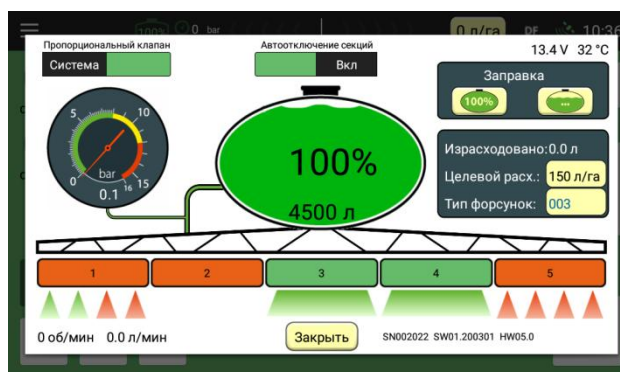 100% 0. bar 0 л/га DF 10:36
Пропорциональный клапан
Система
Автоотключение секций
Вкл
13.4 V 32 °C
Заправка
100% ...
5 10
0 bar 15
0.1 16
100%
4500 л
Израсходовано: 0.0 л
Целевой расх.: 150 л/га
Тип форсунок: 003
1 2 3 4 5
0 об/мин 0.0 л/мин
Закрыть
SN002022 SW01.200301 HW05.0